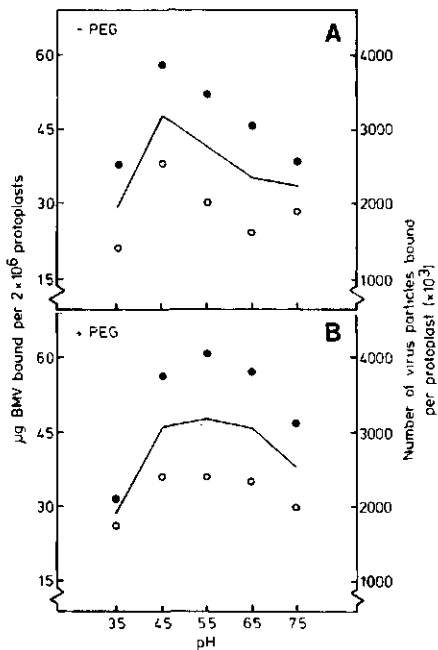 - PEG
A
60
45
30
15
4000
3000
2000
1000
+ PEG
B
60
45
30
15
4000
3000
2000
1000
35 45 55 65 75
pH
µg BMV bound per 2×10⁶ protoplasts
Number of virus particles bound
per protoplast (×10³)